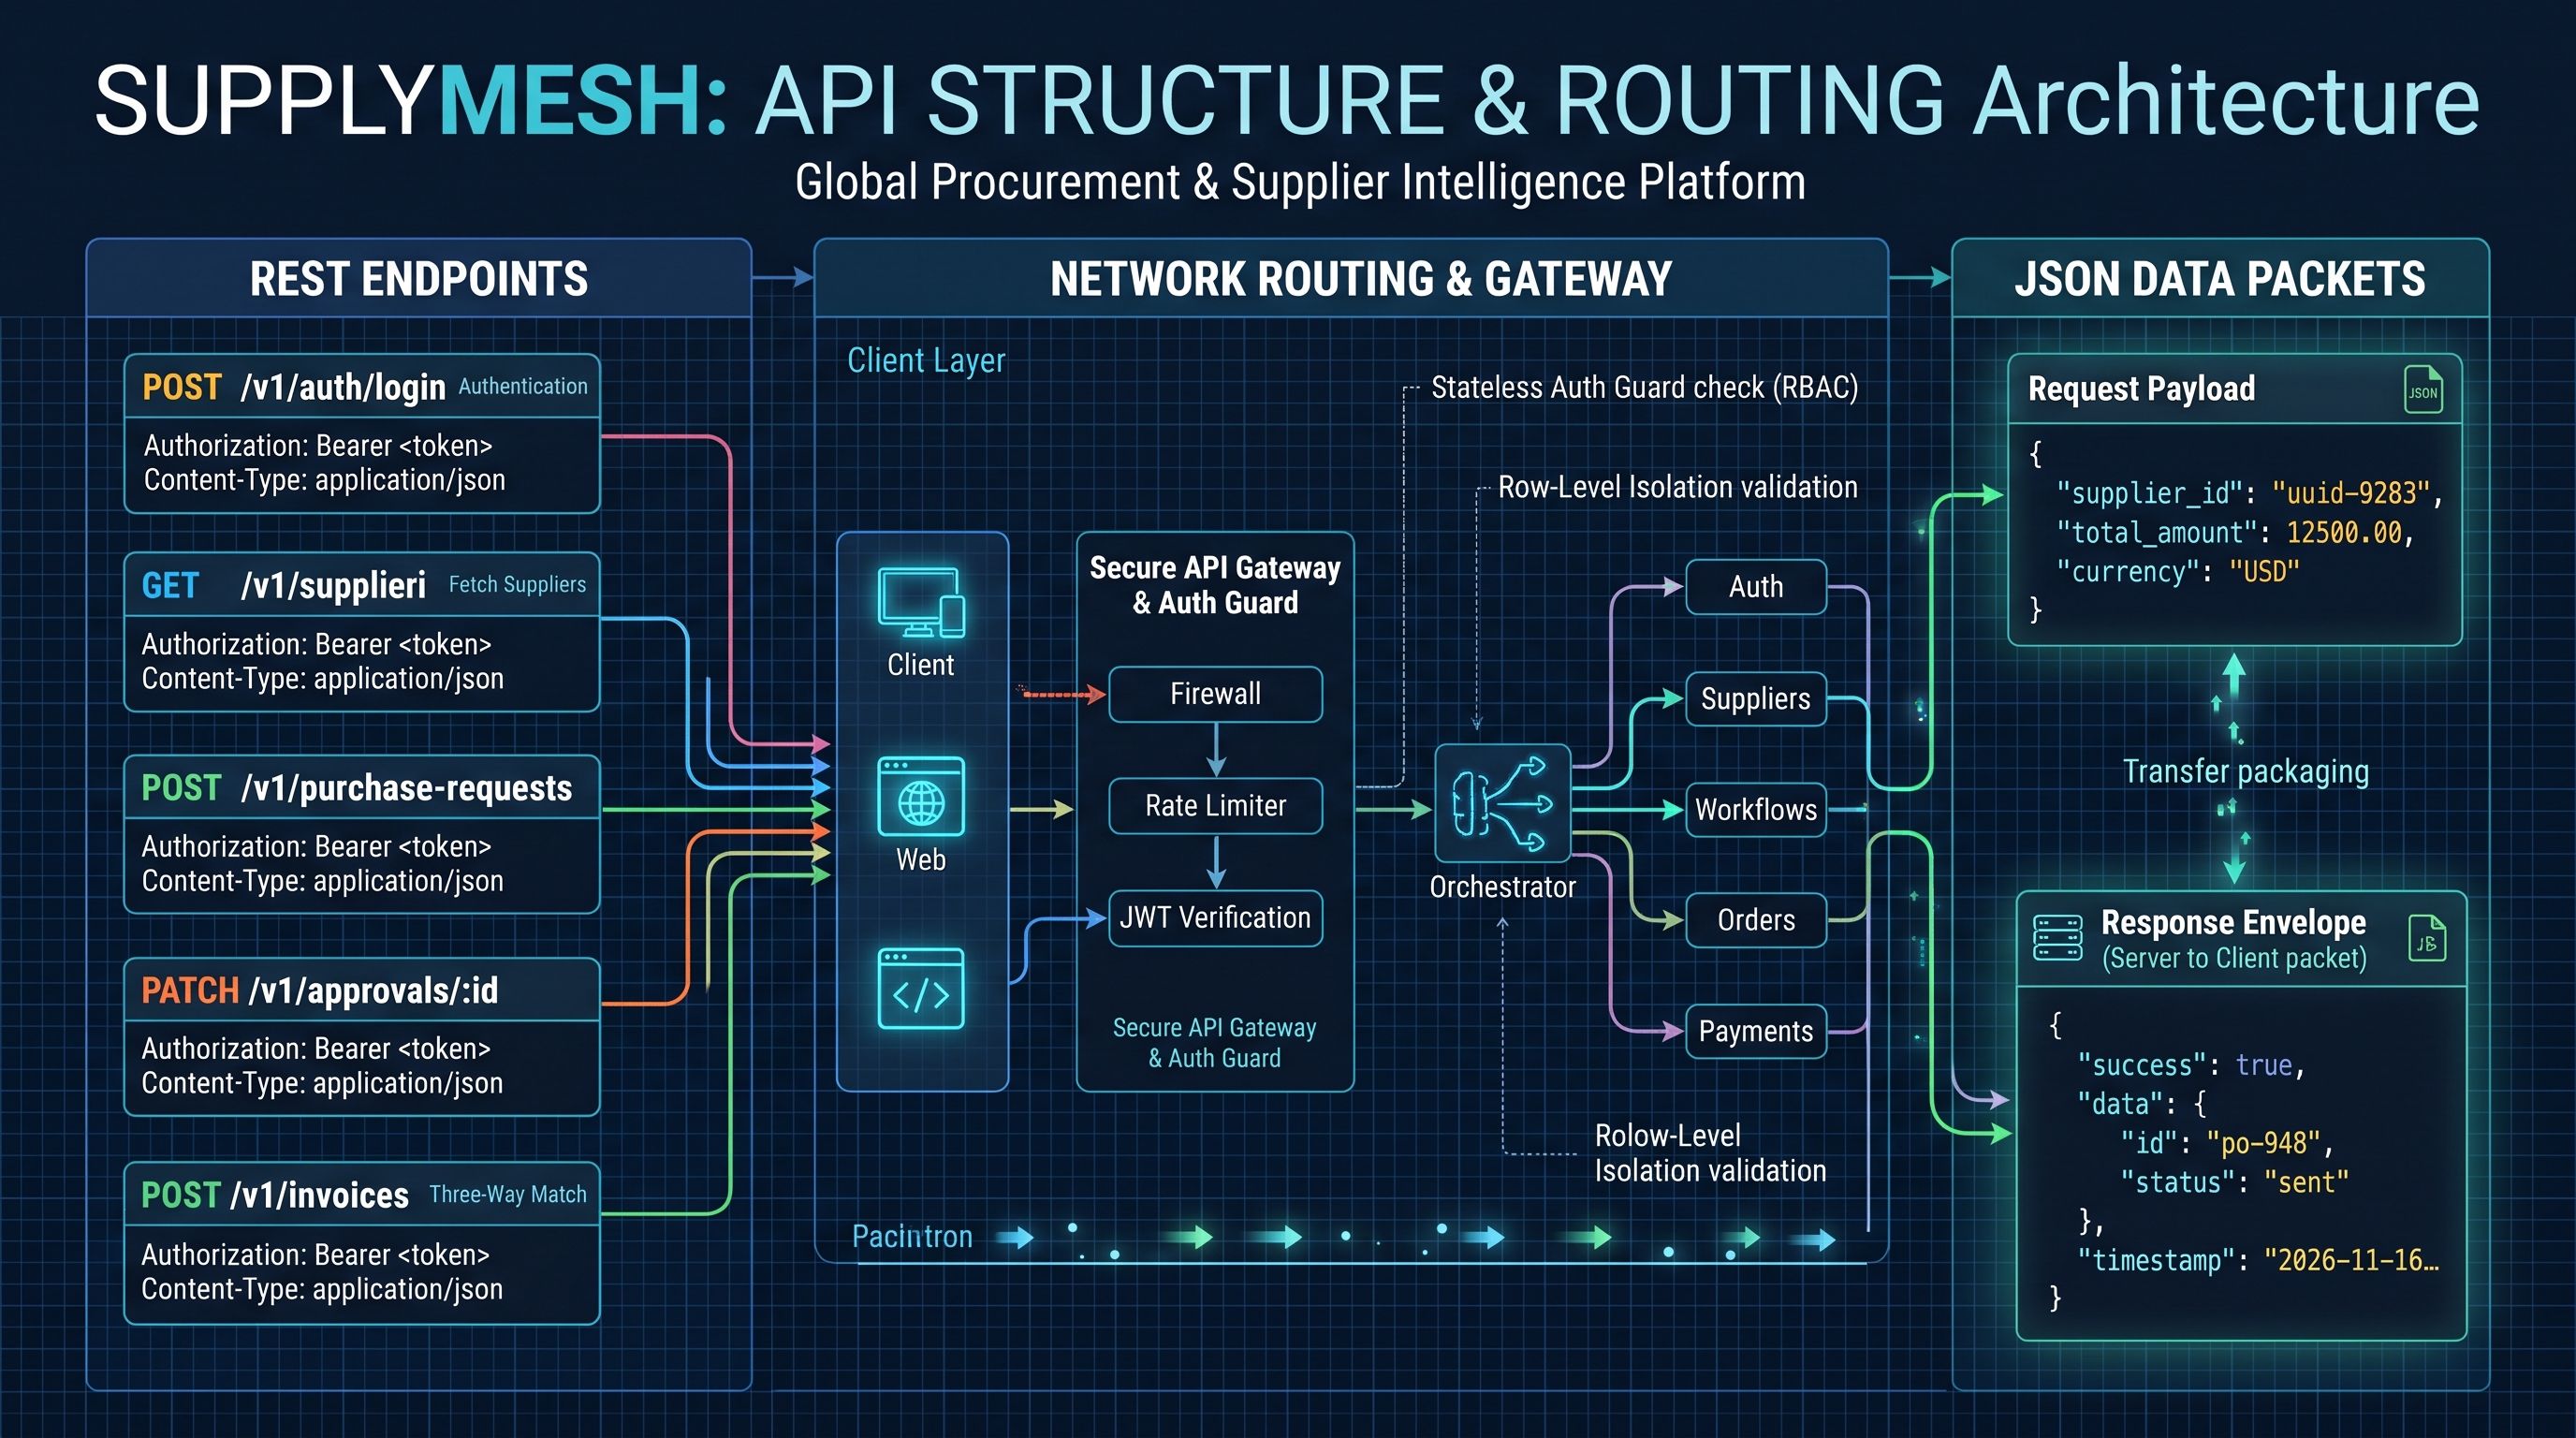 SUPPLYMESH: API STRUCTURE & ROUTING Architecture
Global Procurement & Supplier Intelligence Platform
REST ENDPOINTS
POST /v1/auth/login Authentication
Authorization: Bearer <token>
Content-Type: application/json
GET /v1/supplieri Fetch Suppliers
Authorization: Bearer <token>
Content-Type: application/json
POST /v1/purchase-requests
Authorization: Bearer <token>
Content-Type: application/json
PATCH /v1/approvals/:id
Authorization: Bearer <token>
Content-Type: application/json
POST /v1/invoices Three-Way Match
Authorization: Bearer <token>
Content-Type: application/json
NETWORK ROUTING & GATEWAY
Client Layer
Stateless Auth Guard check (RBAC)
Row-Level Isolation validation
Client
Web
</>
Secure API Gateway
& Auth Guard
Firewall
Rate Limiter
JWT Verification
Secure API Gateway
& Auth Guard
Orchestrator
Auth
Suppliers
Workflows
Orders
Payments
Rolow-Level
Isolation validation
Pacintron
JSON DATA PACKETS
Request Payload
JSON
{
"supplier_id": "uuid-9283",
"total_amount": 12500.00,
"currency": "USD"
}
Transfer packaging
Response Envelope
(Server to Client packet)
{
"success": true,
"data": {
"id": "po-948",
"status": "sent"
},
"timestamp": "2026-11-16…
}